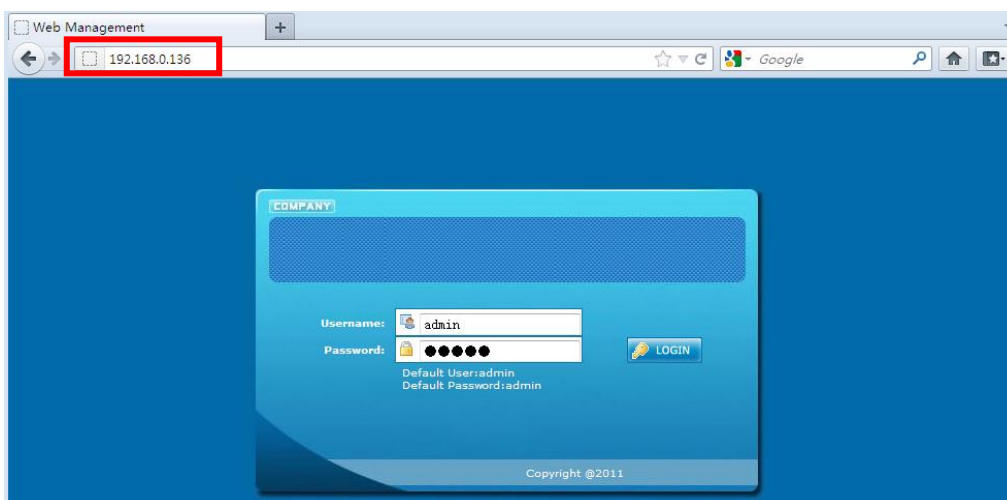 Web Management
192.168.0.136
Google
COMPANY
Username: admin
Password: ●●●●●
LOGIN
Default User:admin
Default Password:admin
Copyright @2011